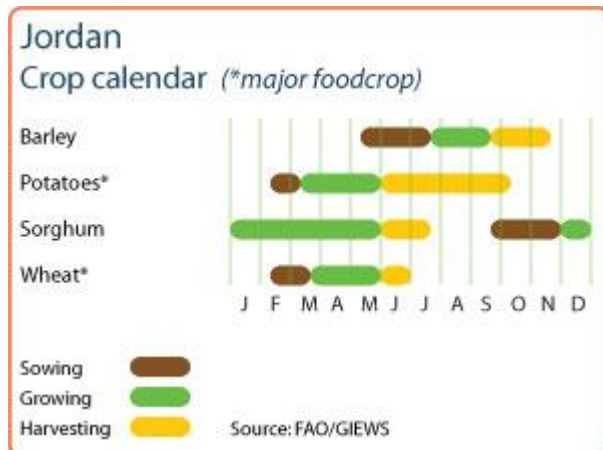 Jordan
Crop calendar (*major foodcrop)
Barley
Potatoes*
Sorghum
Wheat*
J F M A M J J A S O N D
Sowing
Growing
Harvesting Source: FAO/GIEWS